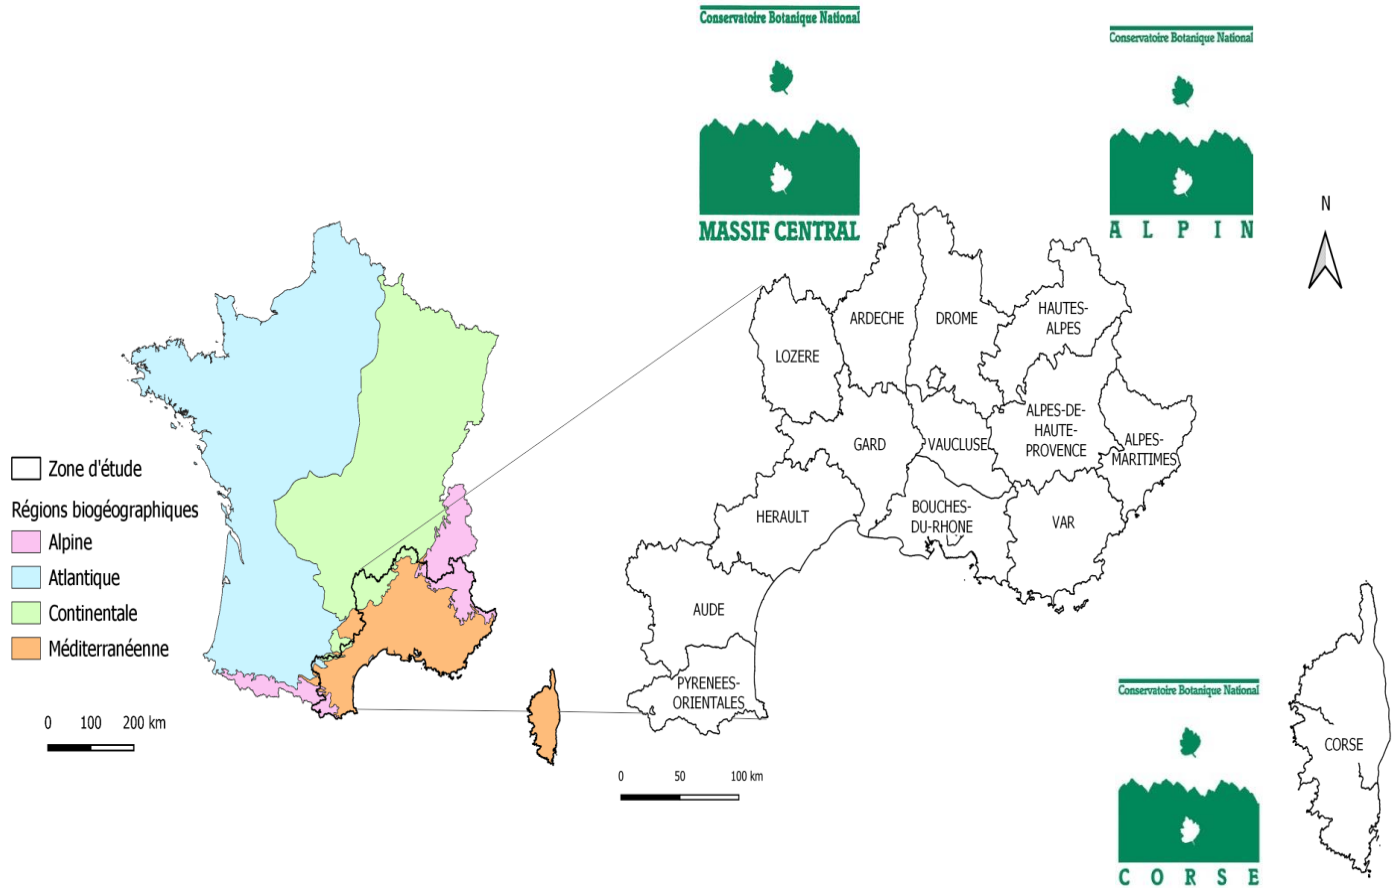 Conservatoire Botanique National
MASSIF CENTRAL
Conservatoire Botanique National
A L P I N
N
HAUTES-
ALPES
ARDECHE
DROME
LOZERE
ALPES-DE-
HAUTE-
PROVENCE
GARD
VAUCLUSE
ALPES-
MARITIMES
HERAULT
BOUCHES-
DU-RHONE
VAR
AUDE
PYRENEES-
ORIENTALES
CORSE
Zone d'étude
Régions biogéographiques
Alpine
Atlantique
Continentale
Méditerranéenne
0 100 200 km
0 50 100 km
Conservatoire Botanique National
C O R S E